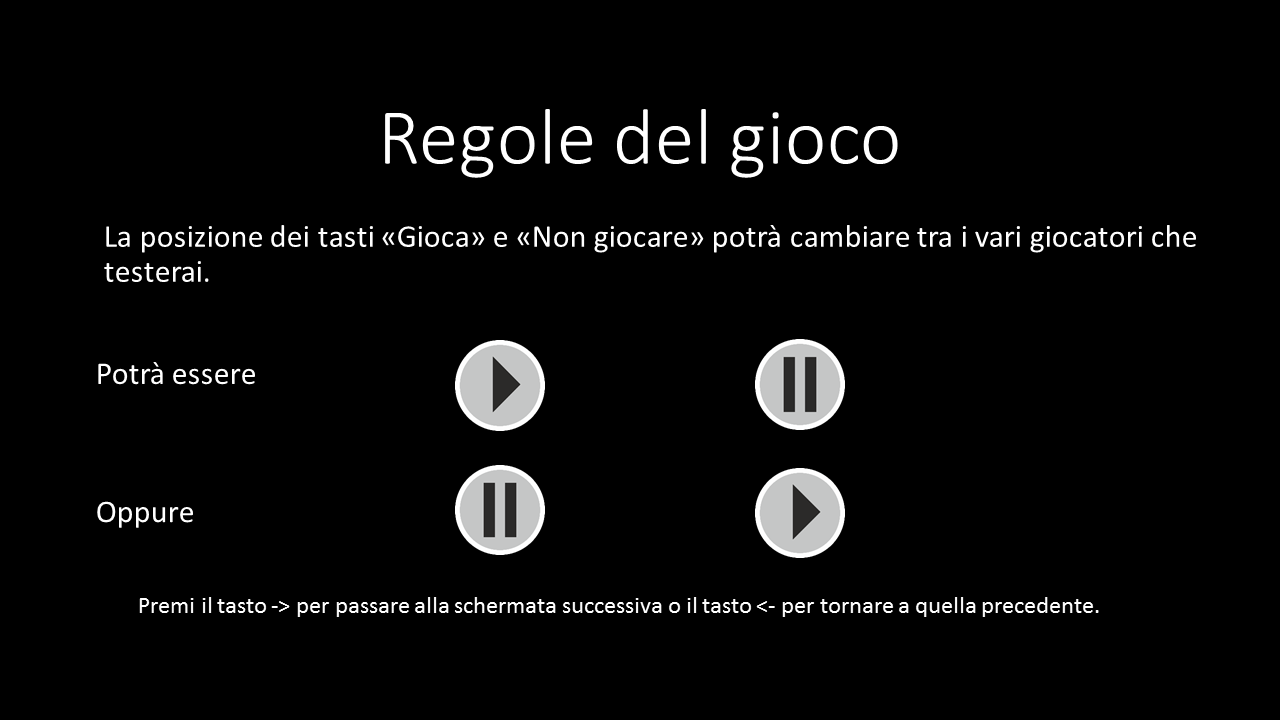 Regole del gioco
La posizione dei tasti «Gioca» e «Non giocare» potrà cambiare tra i vari giocatori che
testerai.
Potrà essere
Oppure
Premi il tasto -> per passare alla schermata successiva o il tasto <- per tornare a quella precedente.